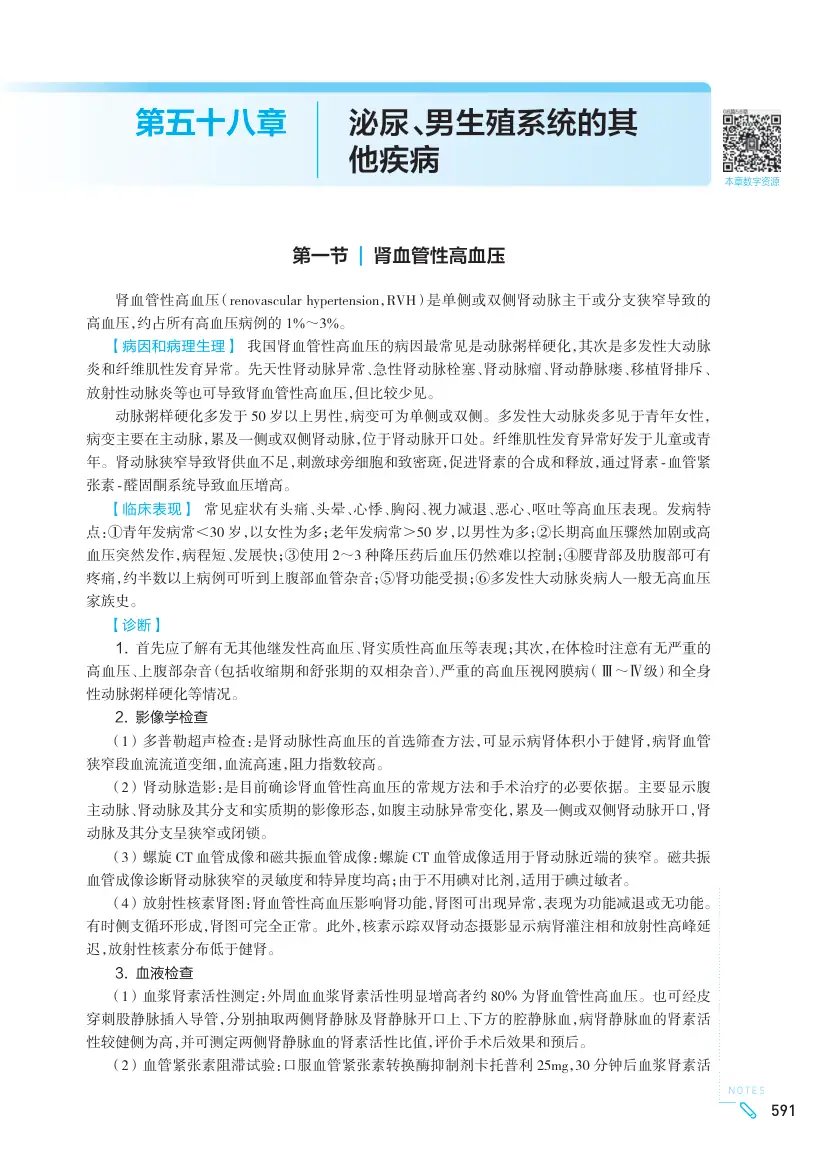 第五十八章
泌尿、男生殖系统的其
他疾病
本章数字资源
第一节 | 肾血管性高血压
肾血管性高血压（renovascular hypertension，RVH）是单侧或双侧肾动脉主干或分支狭窄导致的
高血压，约占所有高血压病例的 1%～3%。
【病因和病理生理】 我国肾血管性高血压的病因最常见是动脉粥样硬化，其次是多发性大动脉
炎和纤维肌性发育异常。先天性肾动脉异常、急性肾动脉栓塞、肾动脉瘤、肾动静脉瘘、移植肾排斥、
放射性动脉炎等也可导致肾血管性高血压，但比较少见。
动脉粥样硬化多发于 50 岁以上男性，病变可为单侧或双侧。多发性大动脉炎多见于青年女性，
病变主要在主动脉，累及一侧或双侧肾动脉，位于肾动脉开口处。纤维肌性发育异常好发于儿童或青
年。肾动脉狭窄导致肾供血不足，刺激球旁细胞和致密斑，促进肾素的合成和释放，通过肾素-血管紧
张素-醛固酮系统导致血压增高。
【临床表现】 常见症状有头痛、头晕、心悸、胸闷、视力减退、恶心、呕吐等高血压表现。发病特
点：①青年发病常＜30 岁，以女性为多；老年发病常＞50 岁，以男性为多；②长期高血压骤然加剧或高
血压突然发作，病程短、发展快；③使用 2～3 种降压药后血压仍然难以控制；④腰背部及肋腹部可有
疼痛，约半数以上病例可听到上腹部血管杂音；⑤肾功能受损；⑥多发性大动脉炎病人一般无高血压
家族史。
【诊断】
1. 首先应了解有无其他继发性高血压、肾实质性高血压等表现；其次，在体检时注意有无严重的
高血压、上腹部杂音（包括收缩期和舒张期的双相杂音）、严重的高血压视网膜病（Ⅲ～Ⅳ级）和全身
性动脉粥样硬化等情况。
2. 影像学检查
（1）多普勒超声检查：是肾动脉性高血压的首选筛查方法，可显示病肾体积小于健肾，病肾血管
狭窄段血流流道变细，血流高速，阻力指数较高。
（2）肾动脉造影：是目前确诊肾血管性高血压的常规方法和手术治疗的必要依据。主要显示腹
主动脉、肾动脉及其分支和实质期的影像形态，如腹主动脉异常变化，累及一侧或双侧肾动脉开口，肾
动脉及其分支呈狭窄或闭锁。
（3）螺旋 CT 血管成像和磁共振血管成像：螺旋 CT 血管成像适用于肾动脉近端的狭窄。磁共振
血管成像诊断肾动脉狭窄的灵敏度和特异度均高；由于不用碘对比剂，适用于碘过敏者。
（4）放射性核素肾图：肾血管性高血压影响肾功能，肾图可出现异常，表现为功能减退或无功能。
有时侧支循环形成，肾图可完全正常。此外，核素示踪双肾动态摄影显示病肾灌注相和放射性高峰延
迟，放射性核素分布低于健肾。
3. 血液检查
（1）血浆肾素活性测定：外周血血浆肾素活性明显增高者约 80% 为肾血管性高血压。也可经皮
穿刺股静脉插入导管，分别抽取两侧肾静脉及肾静脉开口上、下方的腔静脉血，病肾静脉血的肾素活
性较健侧为高，并可测定两侧肾静脉血的肾素活性比值，评价手术后效果和预后。
（2）血管紧张素阻滞试验：口服血管紧张素转换酶抑制剂卡托普利 25mg，30 分钟后血浆肾素活
NOTES
591